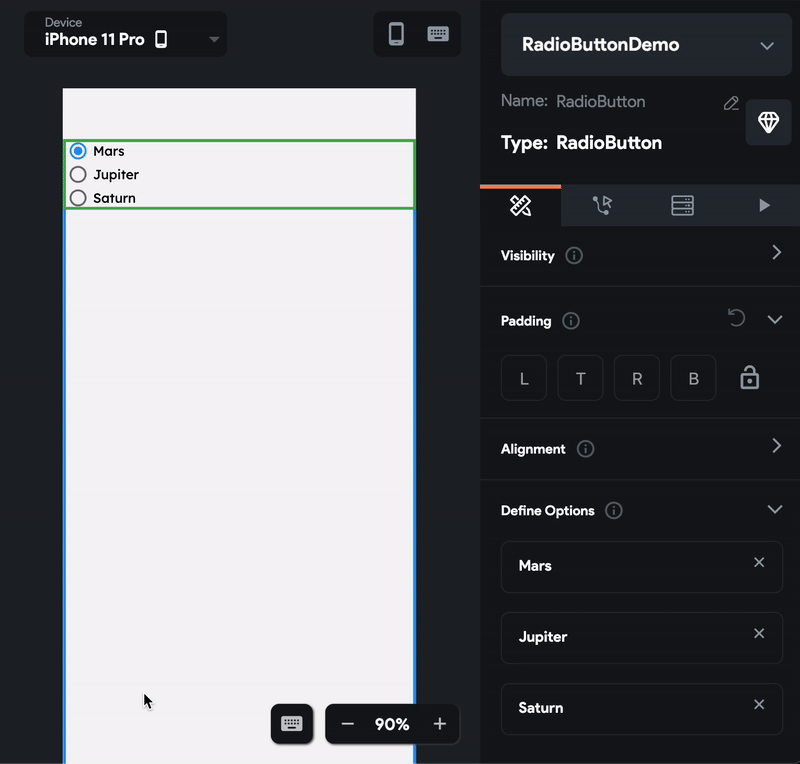 Device
iPhone 11 Pro
Mars
Jupiter
Saturn
90%
RadioButtonDemo
Name: RadioButton
Type: RadioButton
Visibility
Padding
L T R B
Alignment
Define Options
Mars
Jupiter
Saturn